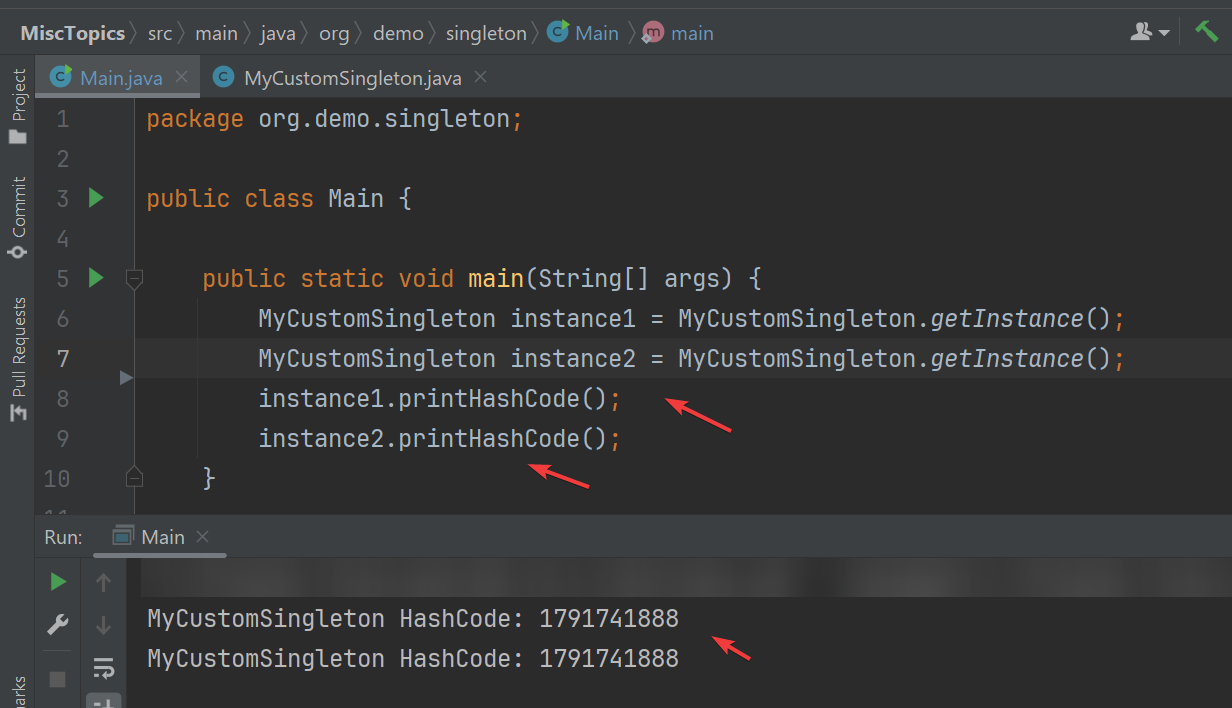 MiscTopics src main java org demo singleton Main main
Main.java MyCustomSingleton.java
Project
Commit
Pull Requests
1 package org.demo.singleton;
2
3 public class Main {
4
5 public static void main(String[] args) {
6 MyCustomSingleton instance1 = MyCustomSingleton.getInstance();
7 MyCustomSingleton instance2 = MyCustomSingleton.getInstance();
8 instance1.printHashCode();
9 instance2.printHashCode();
10 }
Run: Main
MyCustomSingleton HashCode: 1791741888
MyCustomSingleton HashCode: 1791741888